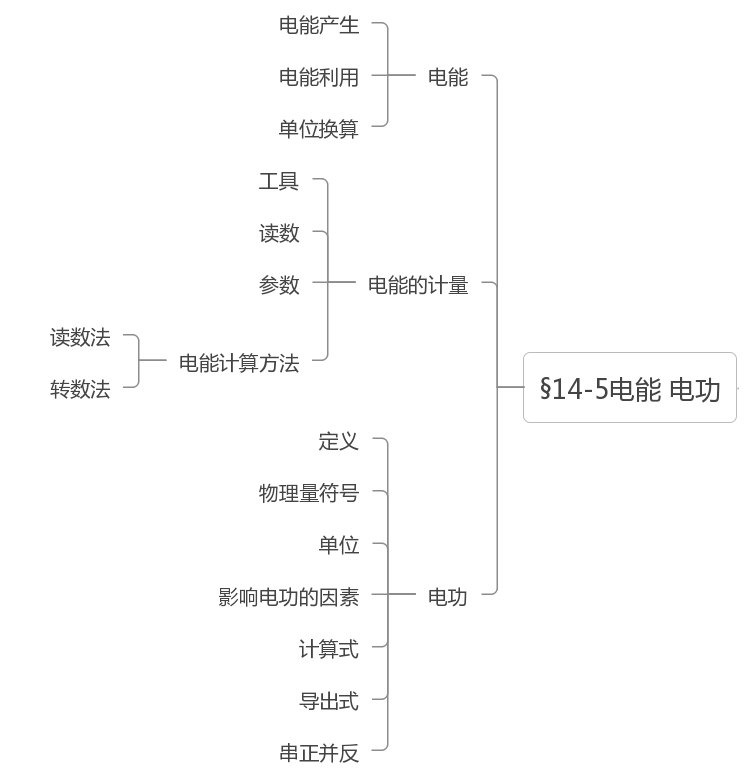 电能产生
电能利用
电能
单位换算
工具
读数
参数
电能的计量
读数法
电能计算方法
转数法
§14-5电能 电功
定义
物理量符号
单位
影响电功的因素
电功
计算式
导出式
串正并反